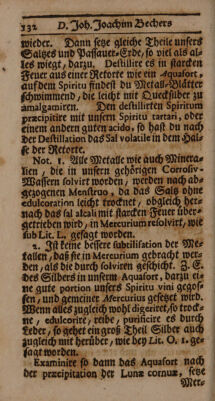 132 D. Joh. Joachim Bechers
wieder. Dann setze gleiche Theile unsers
Saltzes und Passauer-Erde, so viel als al-
les wiegt, darzu. Destillire es in starcken
Feuer aus einer Retorte wie ein Aquafort,
auf dem Spiritu findest du Metall-Blätter
schwimmend, die leicht mit Quecksilber zu
amalgamiren. Den destillirten Spiritum
præcipitire mit unsern Spiritu tartari, oder
einem andern guten acido, so hast du nach
der Destillation das Sal volatile in dem Hal-
se der Retorte.
Not. 1. Alle Metalle wie auch Minera-
lien, die in unsern gehörigen Corrosiv-
Wassern solvirt worden, werden nach ab-
gezogenen Menstruo, da das Saltz ohne
edulcoration leicht trocknet, obgleich her-
nach das sal alcali mit starcken Feuer über-
getrieben wird, in Mercurium resolvirt, wie
sub Lit. L. gesagt worden.
2. Ist keine bessere subtilisation der Me-
tallen, daß sie in Mercurium gebracht wer-
den, als die durch solviren geschicht. Z. E.
des Silbers in unserm Aquafort, darzu ei-
ne gute portion unsers Spiritu vini gegos-
sen, und gemeiner Mercurius gesetzt wird.
Wenn alles zugleich wohl digerirt, so trock-
ne, edulcorire, reibe, purificire es durch
Leder, so gehet ein groß Theil Silber auch
zugleich mit herüber, wie bey Lit. O. 1. ge-
sagt worden.
Examinire so dann das Aquafort nach
der præcipitation der Lunæ cornuæ, setze
Mer-